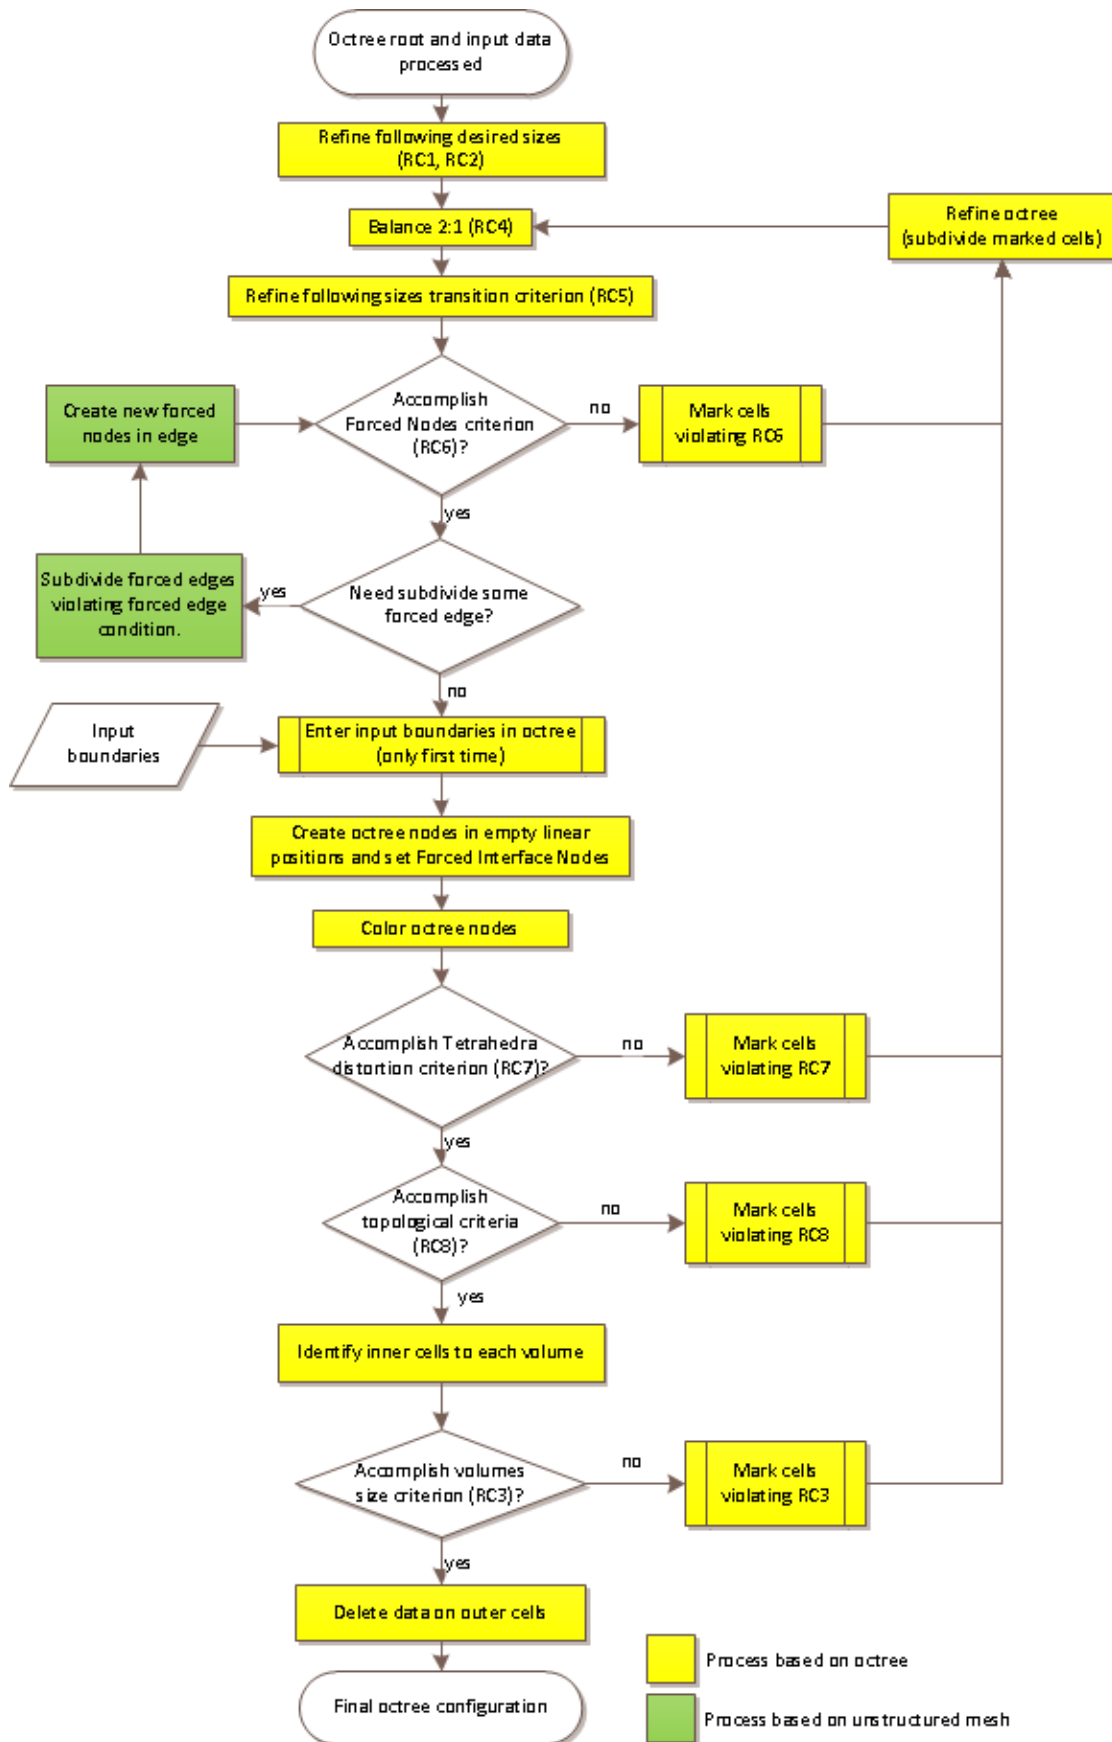 Octree root and input data
processed
Refine following desired sizes
(RC1, RC2)
Balance 2:1 (RC4)
Refine octree
(subdivide marked cells)
Refine following sizes transition criterion (RC5)
Create new forced
nodes in edge
Accomplish
Forced Nodes criterion
(RC6)?
no
Mark cells
violating RC6
yes
Subdivide forced edges
violating forced edge
condition.
yes
Need subdivide some
forced edge?
no
Input
boundaries
Enter input boundaries in octree
(only first time)
Create octree nodes in empty linear
positions and set Forced Interface Nodes
Color octree nodes
Accomplish Tetrahedra
distortion criterion (RC7)?
no
Mark cells
violating RC7
yes
Accomplish
topological criteria
(RC8)?
no
Mark cells
violating RC8
yes
Identify inner cells to each volume
Accomplish volumes
size criterion (RC3)?
no
Mark cells
violating RC3
yes
Delete data on outer cells
Final octree configuration
Process based on octree
Process based on unstructured mesh